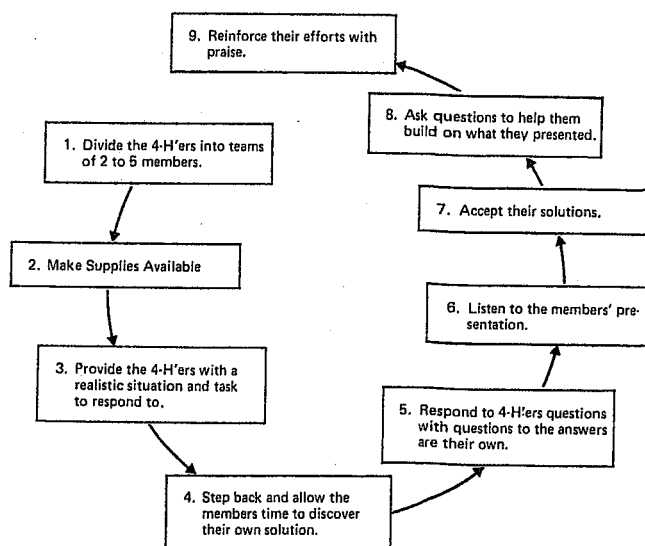 9. Reinforce their efforts with
praise.
8. Ask questions to help them
build on what they presented.
1. Divide the 4-H'ers into teams
of 2 to 5 members.
7. Accept their solutions.
2. Make Supplies Available
6. Listen to the members' pre-
sentation.
3. Provide the 4-H'ers with a
realistic situation and task
to respond to.
5. Respond to 4-H'ers questions
with questions to the answers
are their own.
4. Step back and allow the
members time to discover
their own solution.